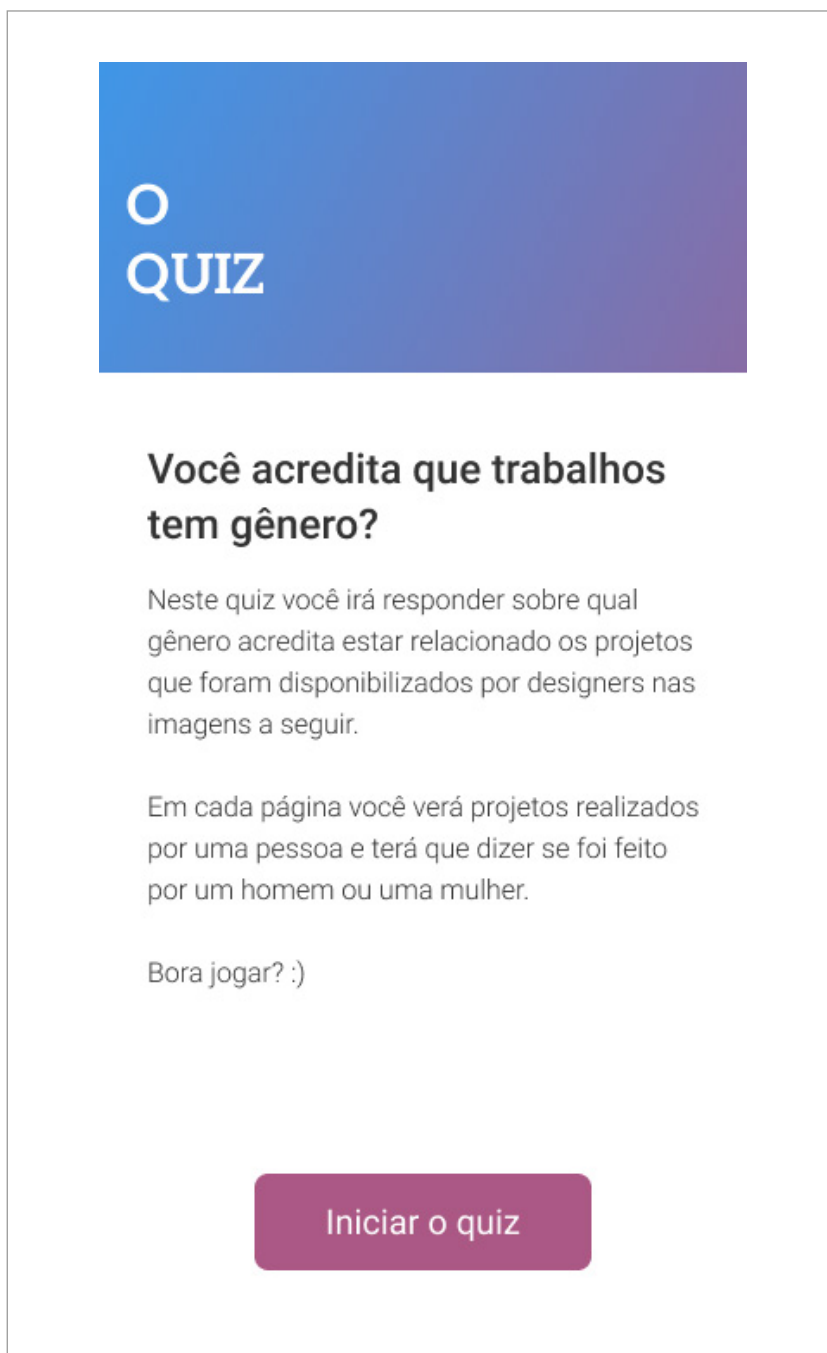 O
QUIZ
Você acredita que trabalhos
tem gênero?
Neste quiz você irá responder sobre qual
gênero acredita estar relacionado os projetos
que foram disponibilizados por designers nas
imagens a seguir.
Em cada página você verá projetos realizados
por uma pessoa e terá que dizer se foi feito
por um homem ou uma mulher.
Bora jogar? :)
Iniciar o quiz